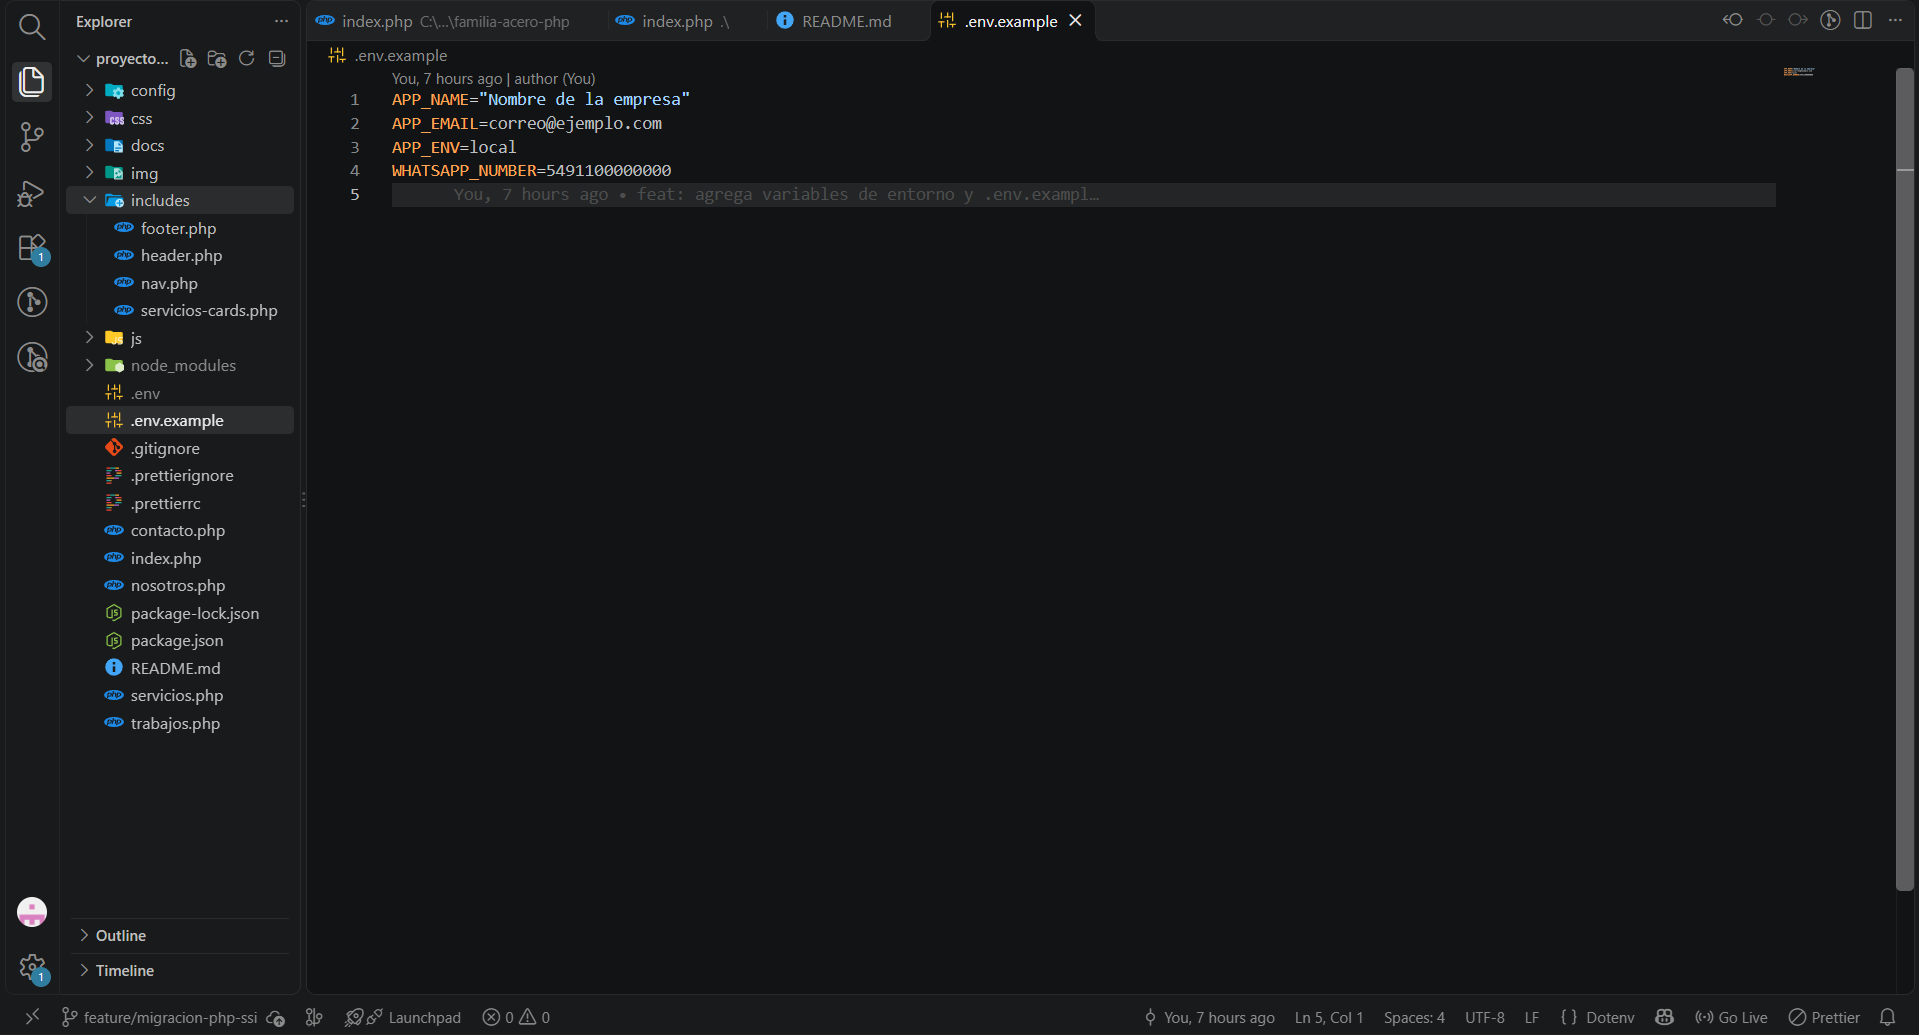 Explorer
proyecto...
config
css
docs
img
includes
footer.php
header.php
nav.php
servicios-cards.php
js
node_modules
.env
.env.example
.gitignore
.prettierignore
.prettierrc
contacto.php
index.php
nosotros.php
package-lock.json
package.json
README.md
servicios.php
trabajos.php
Outline
Timeline
1
1
index.php C:\...\familia-acero-php
index.php .\
README.md
.env.example
.env.example
You, 7 hours ago | author (You)
1 APP_NAME="Nombre de la empresa"
2 APP_EMAIL=correo@ejemplo.com
3 APP_ENV=local
4 WHATSAPP_NUMBER=5491100000000
5 You, 7 hours ago • feat: agrega variables de entorno y .env.exampl…
feature/migracion-php-ssi Launchpad 0 0 You, 7 hours ago Ln 5, Col 1 Spaces: 4 UTF-8 LF { } Dotenv Go Live Prettier